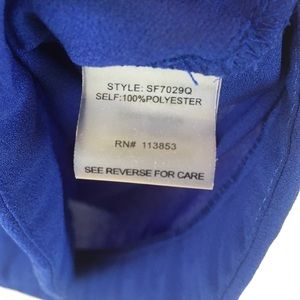 STYLE: SF7029Q
SELF:100%POLYESTER
RN# 113853
SEE REVERSE FOR CARE